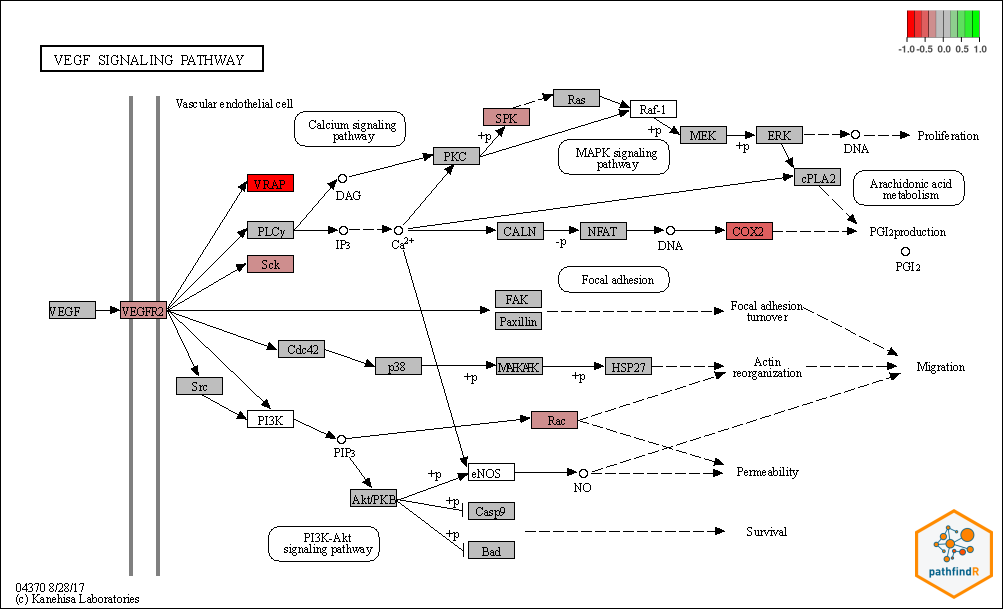 -1.0 -0.5 0.0 0.5 1.0
VEGF SIGNALING PATHWAY
Vascular endothelial cell
Calcium signaling
pathway
SPK
Ras
Raf-1
+p
+p
MEK
+p
ERK
DNA
Proliferation
MAPK signaling
pathway
PKC
DAG
VRAP
cPLA2
Arachidonic acid
metabolism
PLCγ
IP3
Ca2+
CALN
-p
NFAT
DNA
COX2
PGI2production
PGI2
Sck
Focal adhesion
VEGF
VEGFR2
FAK
Paxillin
Focal adhesion
turnover
Cdc42
p38
+p
+p
HSP27
Actin
reorganization
Migration
Src
PI3K
Rac
PIP3
eNOS
+p
NO
Permeability
Akt/PKB
+p
Casp9
+p
Bad
Survival
PI3K-Akt
signaling pathway
pathfindR
04370 8/28/17
(c) Kanehisa Laboratories